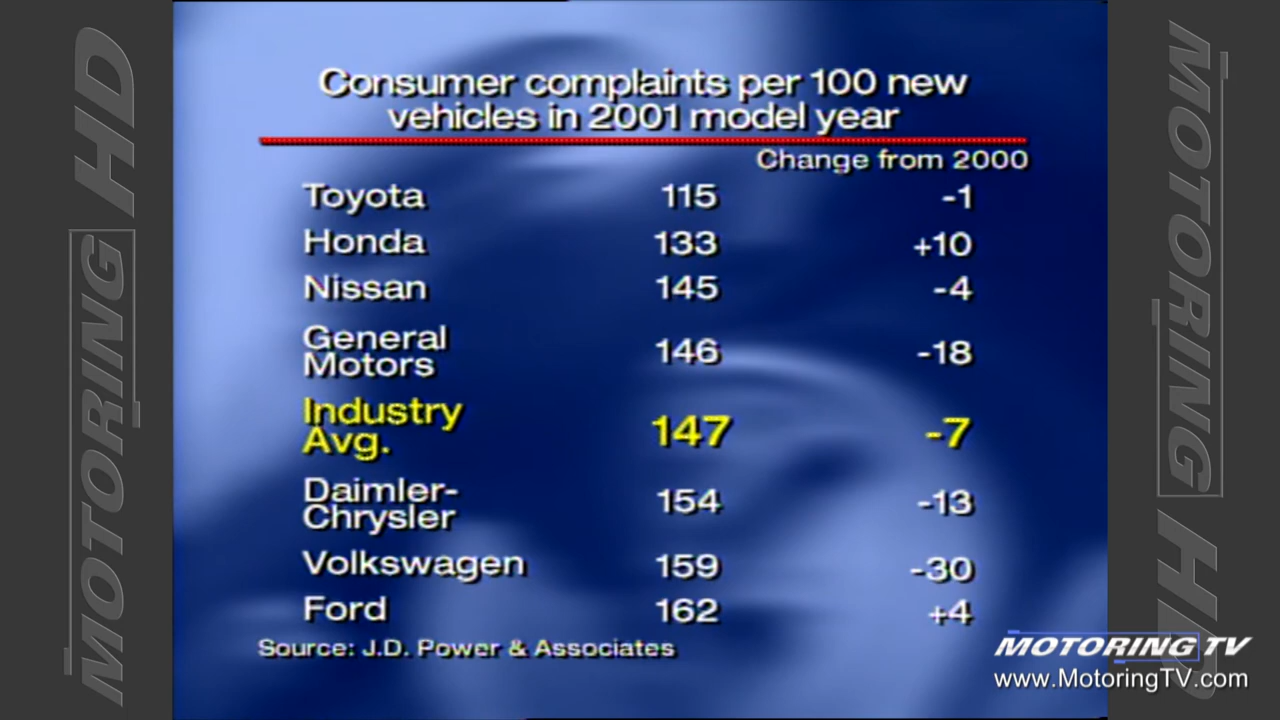 Consumer complaints per 100 new
vehicles in 2001 model year
Change from 2000
Toyota 115 -1
Honda 133 +10
Nissan 145 -4
General
Motors 146 -18
Industry
Avg. 147 -7
Daimler-
Chrysler 154 -13
Volkswagen 159 -30
Ford 162 +4
Source: J.D. Power & Associates
MOTORING HD
MOTORING HD
MOTORING TV
www.MotoringTV.com